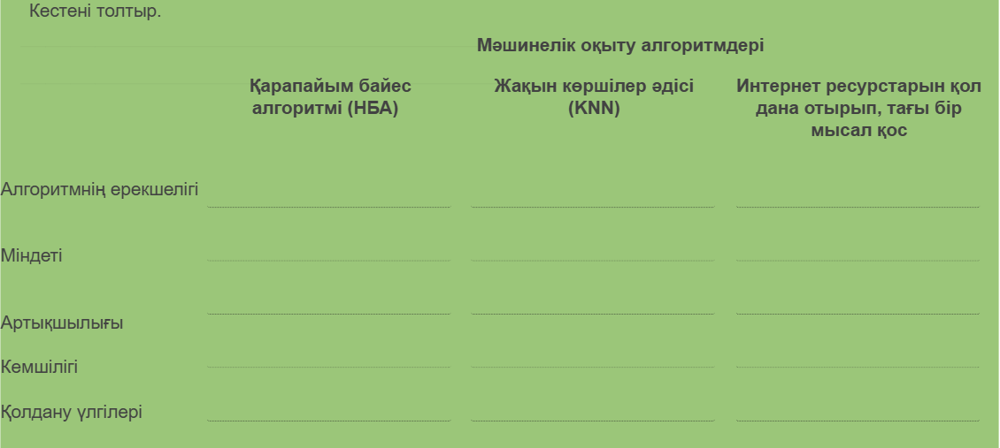 Кестені толтыр.
Мәшинелік оқыту алгоритмдері
Қарапайым байес
алгоритмі (НБА)
Жақын көршілер әдісі
(KNN)
Интернет ресурстарын қол
дана отырып, тағы бір
мысал қос
Алгоритмнің ерекшелігі
Міндеті
Артықшылығы
Кемшілігі
Қолдану үлгілері